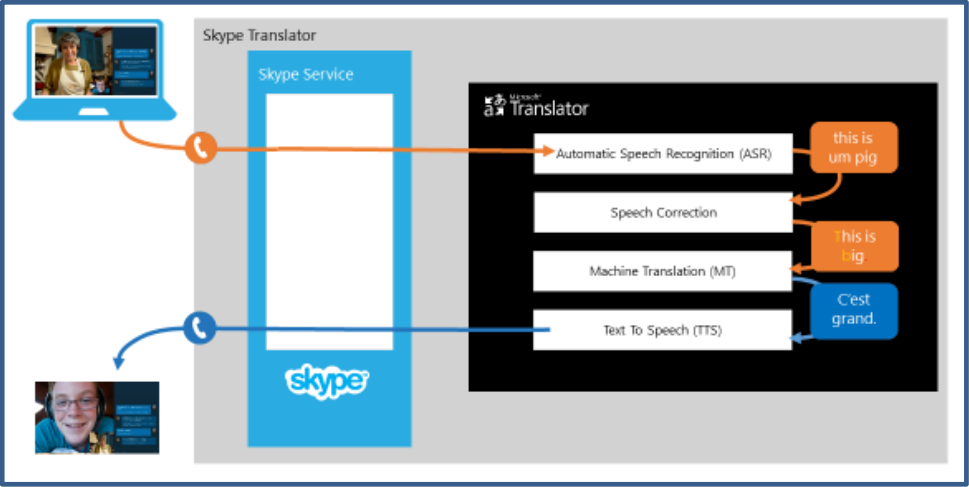 Skype Translator
Skype Service
Microsoft®
Translator
Automatic Speech Recognition (ASR)
this is
um pig
Speech Correction
This is
big.
Machine Translation (MT)
C'est
grand.
Text To Speech (TTS)
skype